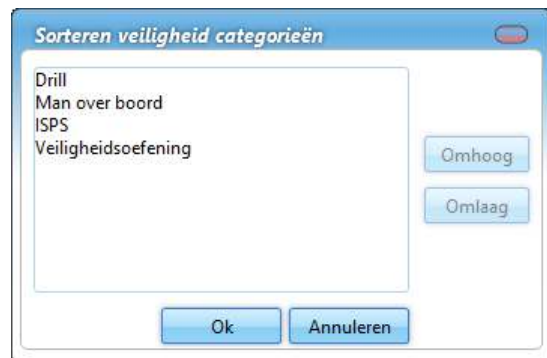 Sorteren veiligheid categorieën
Drill
Man over boord
ISPS
Veiligheidsoefening
Omhoog
Omlaag
Ok
Annuleren